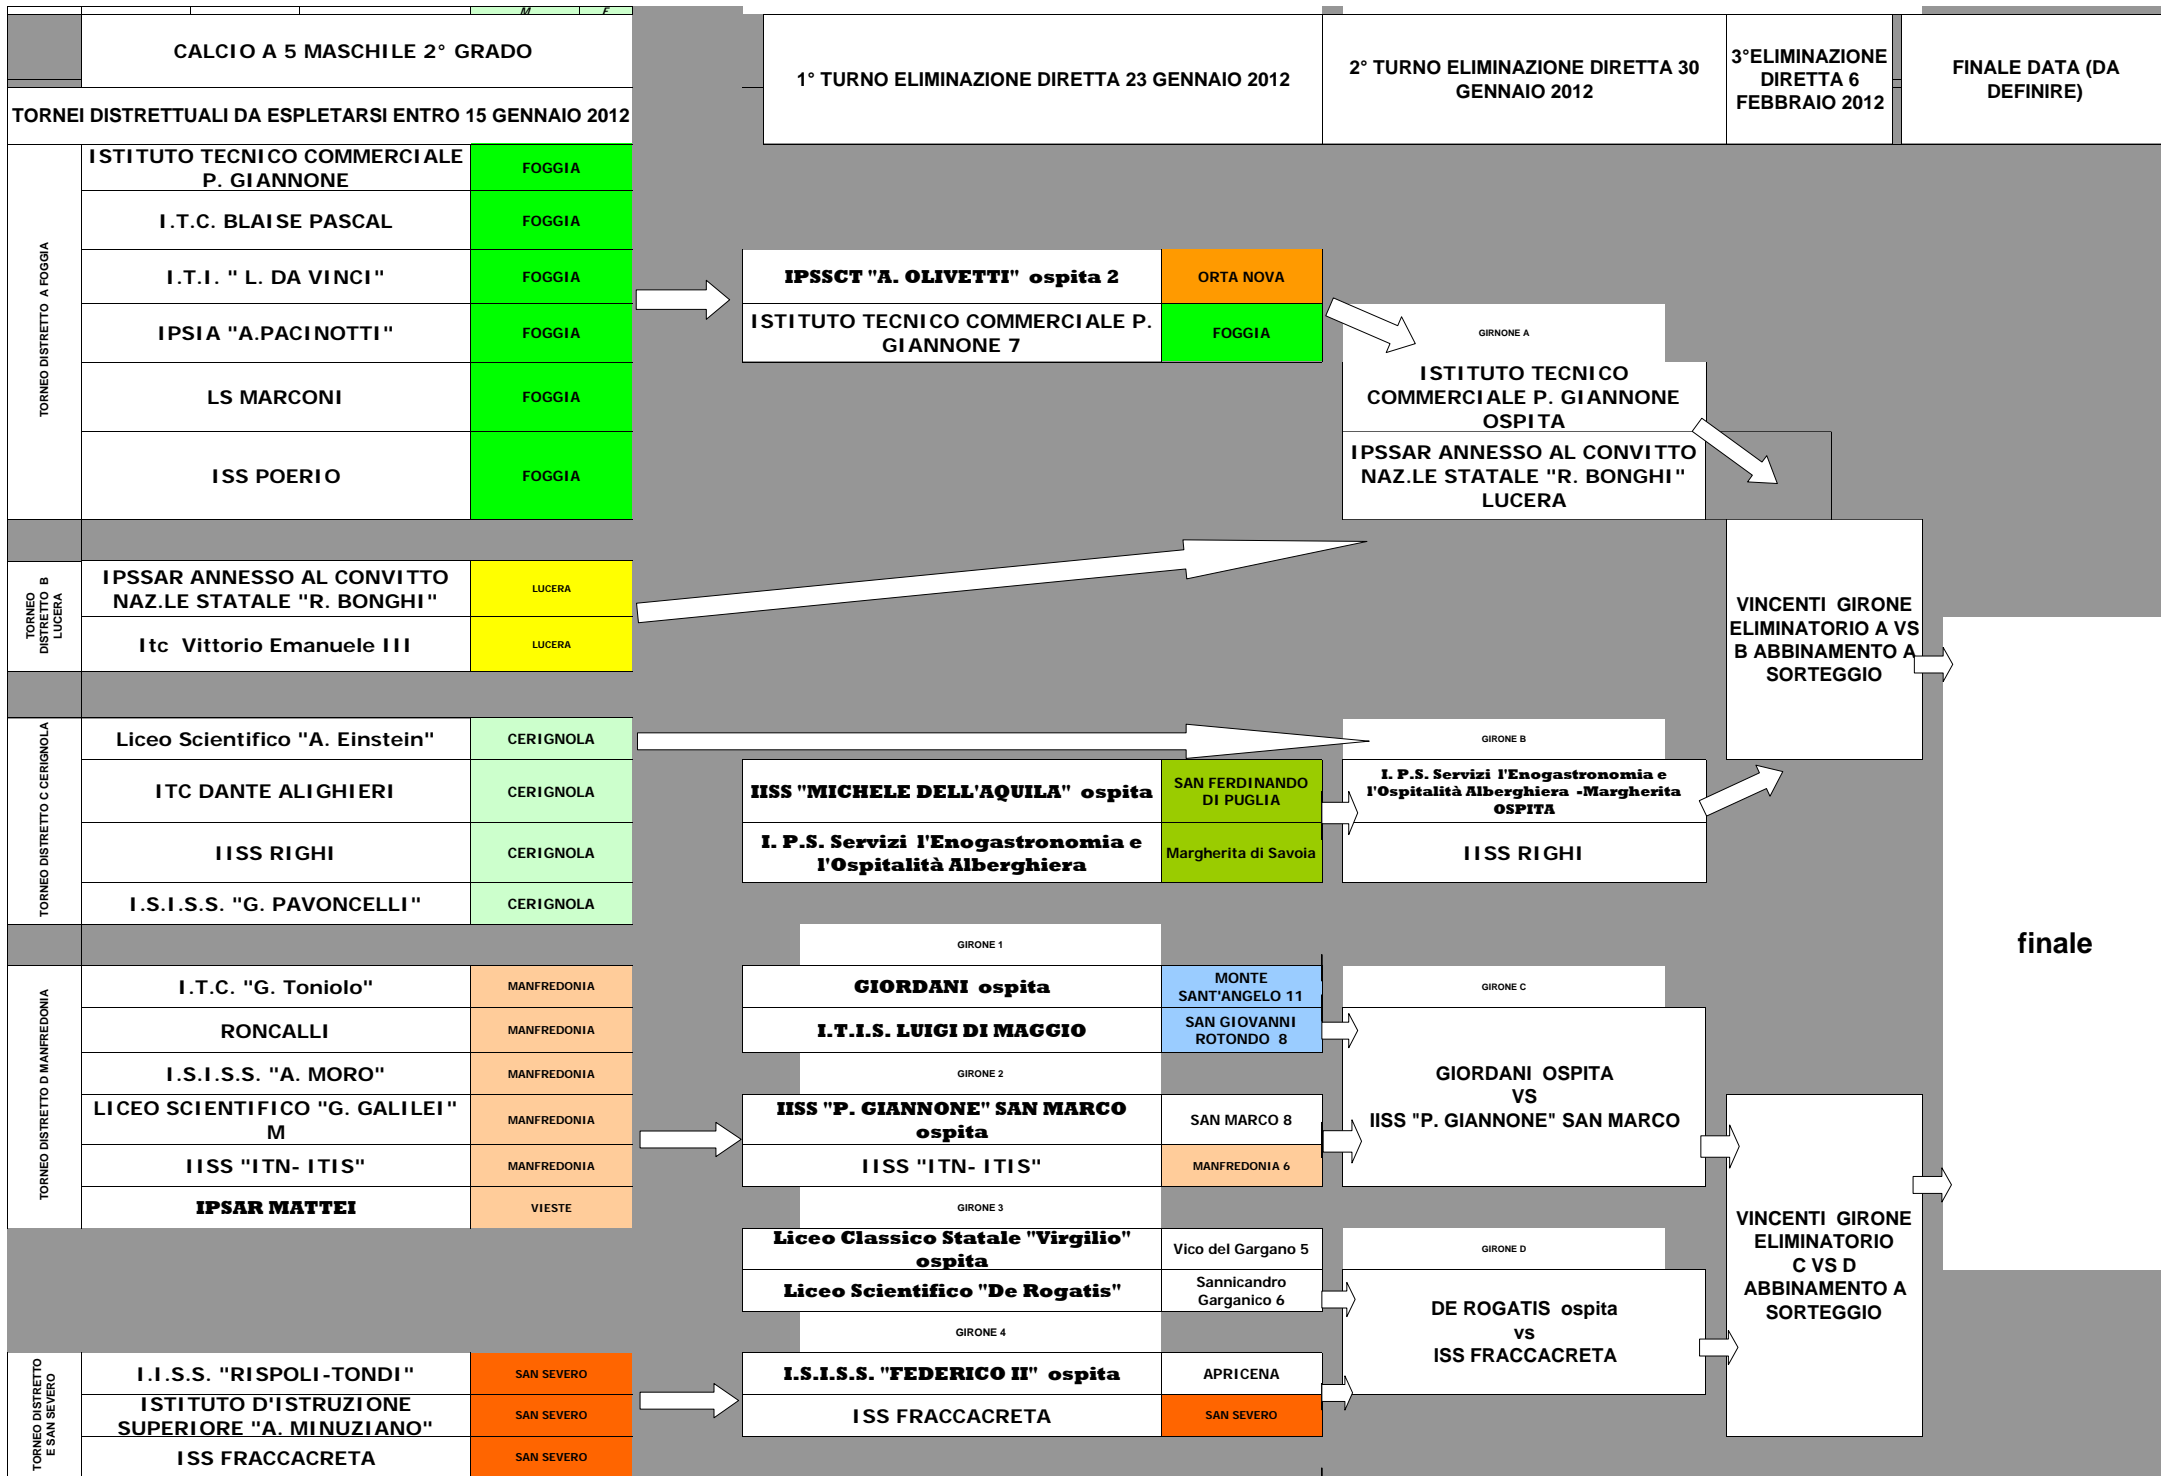 M F
CALCIO A 5 MASCHILE 2° GRADO
TORNEI DISTRETTUALI DA ESPLETARSI ENTRO 15 GENNAIO 2012
1° TURNO ELIMINAZIONE DIRETTA 23 GENNAIO 2012
2° TURNO ELIMINAZIONE DIRETTA 30
GENNAIO 2012
3°ELIMINAZIONE
DIRETTA 6
FEBBRAIO 2012
FINALE DATA (DA
DEFINIRE)
TORNEO DISTRETTO A FOGGIA
ISTITUTO TECNICO COMMERCIALE
P. GIANNONE
FOGGIA
I.T.C. BLAISE PASCAL
FOGGIA
I.T.I. " L. DA VINCI"
FOGGIA
IPSIA "A.PACINOTTI"
FOGGIA
LS MARCONI
FOGGIA
ISS POERIO
FOGGIA
IPSSCT "A. OLIVETTI" ospita 2
ORTA NOVA
ISTITUTO TECNICO COMMERCIALE P.
GIANNONE 7
FOGGIA
GIRNONE A
ISTITUTO TECNICO
COMMERCIALE P. GIANNONE
OSPITA
IPSSAR ANNESSO AL CONVITTO
NAZ.LE STATALE "R. BONGHI"
LUCERA
TORNEO
DISTRETTO B
LUCERA
IPSSAR ANNESSO AL CONVITTO
NAZ.LE STATALE "R. BONGHI"
LUCERA
Itc Vittorio Emanuele III
LUCERA
VINCENTI GIRONE
ELIMINATORIO A VS
B ABBINAMENTO A
SORTEGGIO
TORNEO DISTRETTO C CERIGNOLA
Liceo Scientifico "A. Einstein"
CERIGNOLA
ITC DANTE ALIGHIERI
CERIGNOLA
IISS RIGHI
CERIGNOLA
I.S.I.S.S. "G. PAVONCELLI"
CERIGNOLA
IISS "MICHELE DELL'AQUILA" ospita
SAN FERDINANDO
DI PUGLIA
I. P.S. Servizi l'Enogastronomia e
l'Ospitalità Alberghiera
Margherita di Savoia
GIRONE B
I. P.S. Servizi l'Enogastronomia e
l'Ospitalità Alberghiera -Margherita
OSPITA
IISS RIGHI
finale
TORNEO DISTRETTO D MANFREDONIA
I.T.C. "G. Toniolo"
MANFREDONIA
RONCALLI
MANFREDONIA
I.S.I.S.S. "A. MORO"
MANFREDONIA
LICEO SCIENTIFICO "G. GALILEI"
M
MANFREDONIA
IISS "ITN- ITIS"
MANFREDONIA
IPSAR MATTEI
VIESTE
GIRONE 1
GIORDANI ospita
MONTE
SANT'ANGELO 11
I.T.I.S. LUIGI DI MAGGIO
SAN GIOVANNI
ROTONDO 8
GIRONE 2
IISS "P. GIANNONE" SAN MARCO
ospita
SAN MARCO 8
IISS "ITN- ITIS"
MANFREDONIA 6
GIRONE 3
Liceo Classico Statale "Virgilio"
ospita
Vico del Gargano 5
Liceo Scientifico "De Rogatis"
Sannicandro
Garganico 6
GIRONE 4
I.S.I.S.S. "FEDERICO II" ospita
APRICENA
ISS FRACCACRETA
SAN SEVERO
GIRONE C
GIORDANI OSPITA
VS
IISS "P. GIANNONE" SAN MARCO
GIRONE D
DE ROGATIS ospita
vs
ISS FRACCACRETA
VINCENTI GIRONE
ELIMINATORIO
C VS D
ABBINAMENTO A
SORTEGGIO
TORNEO DISTRETTO
E SAN SEVERO
I.I.S.S. "RISPOLI-TONDI"
SAN SEVERO
ISTITUTO D'ISTRUZIONE
SUPERIORE "A. MINUZIANO"
SAN SEVERO
ISS FRACCACRETA
SAN SEVERO